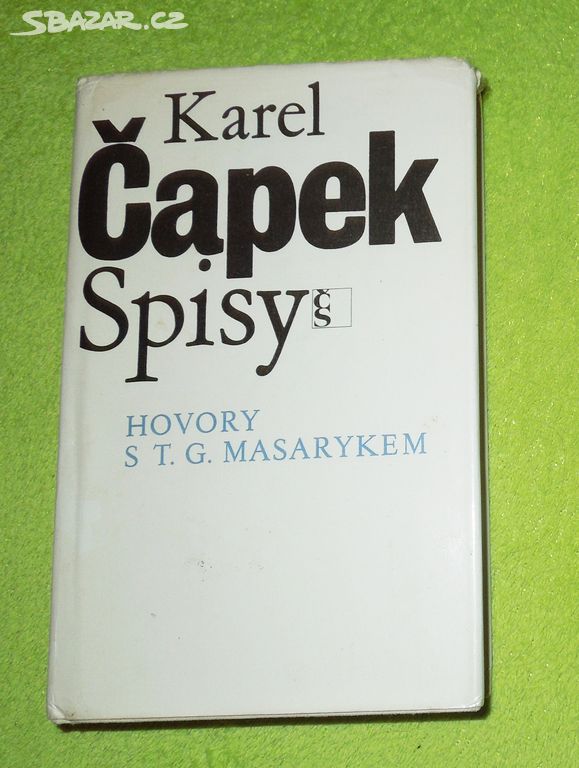 SBAZAR.CZ
Karel
Čapek
Spisy
ČS
HOVORY
S T. G. MASARYKEM